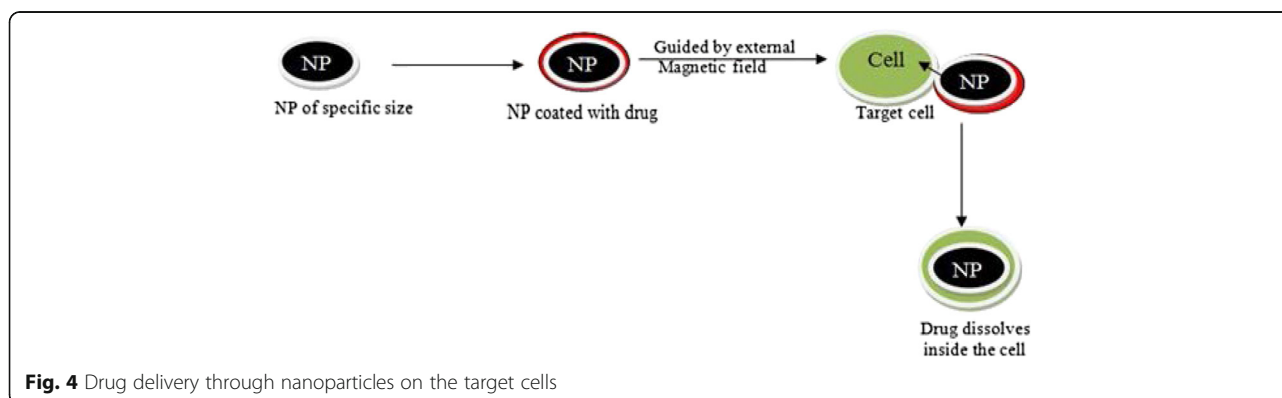 NP
NP of specific size
NP
NP coated with drug
Guided by external
Magnetic field
Cell
NP
Target cell
NP
Drug dissolves
inside the cell
Fig. 4 Drug delivery through nanoparticles on the target cells